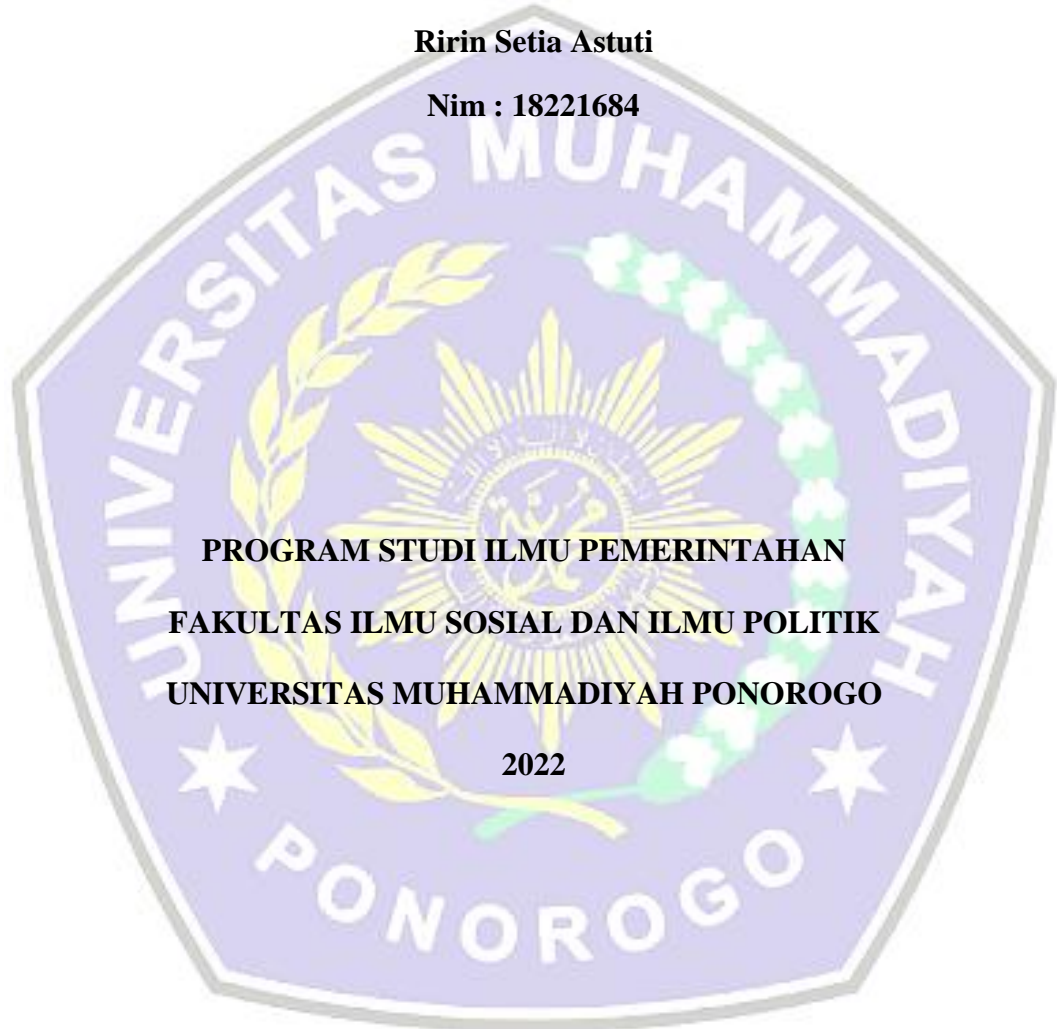 Ririn Setia Astuti
Nim : 18221684
UNIVERSITAS MUHAMMADIYAH
PROGRAM STUDI ILMU PEMERINTAHAN
FAKULTAS ILMU SOSIAL DAN ILMU POLITIK
UNIVERSITAS MUHAMMADIYAH PONOROGO
2022
PONOROGO